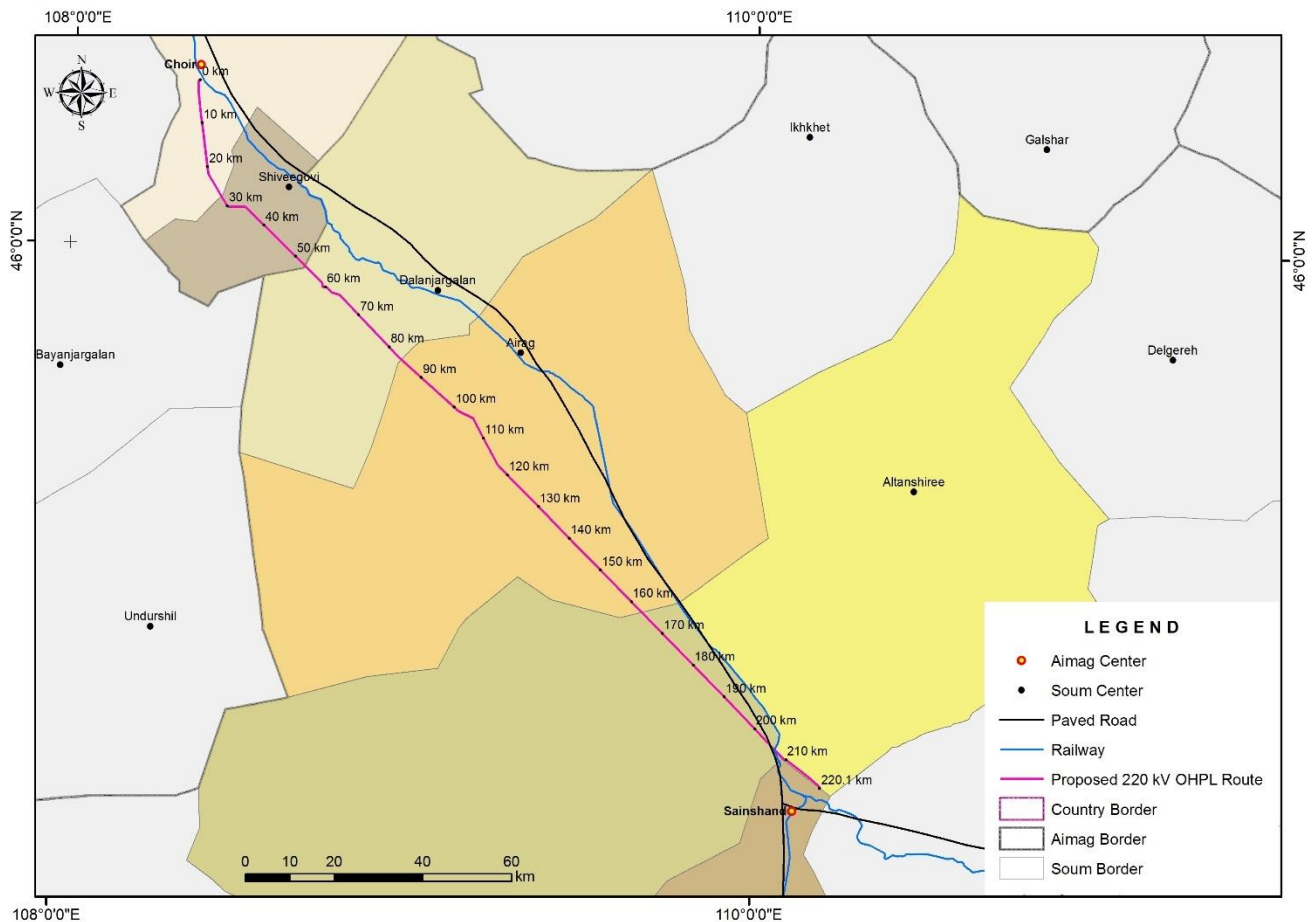 108°0'0"E
110°0'0"E
N
W
E
S
Choir
0 km
10 km
20 km
30 km
40 km
50 km
60 km
70 km
80 km
90 km
100 km
110 km
120 km
130 km
140 km
150 km
160 km
170 km
180 km
190 km
200 km
210 km
220.1 km
Ikhkhet
Galshar
Shiveegovi
46°0'0"N
46°0'0"N
Dalanjargalan
Airag
Bayanjargalan
Delgereh
Altanshiree
Undurshil
Sainshand
LEGEND
Aimag Center
Soum Center
Paved Road
Railway
Proposed 220 kV OHPL Route
Country Border
Aimag Border
Soum Border
0 10 20 40 60
km
108°0'0"E
110°0'0"E